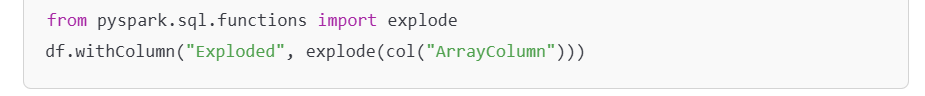 from pyspark.sql.functions import explode
df.withColumn("Exploded", explode(col("ArrayColumn")))